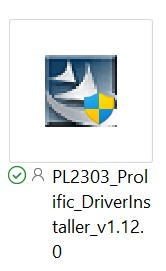 PL2303_Prol
ific_DriverIns
taller_v1.12.
0